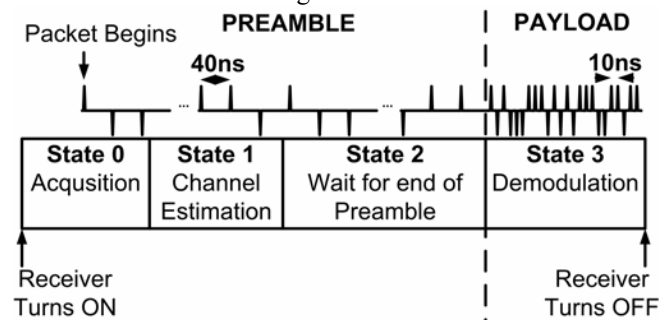 PREAMBLE
PAYLOAD
Packet Begins
40ns
10ns
...
...
State 0
Acqusition
State 1
Channel
Estimation
State 2
Wait for end of
Preamble
State 3
Demodulation
Receiver
Turns ON
Receiver
Turns OFF